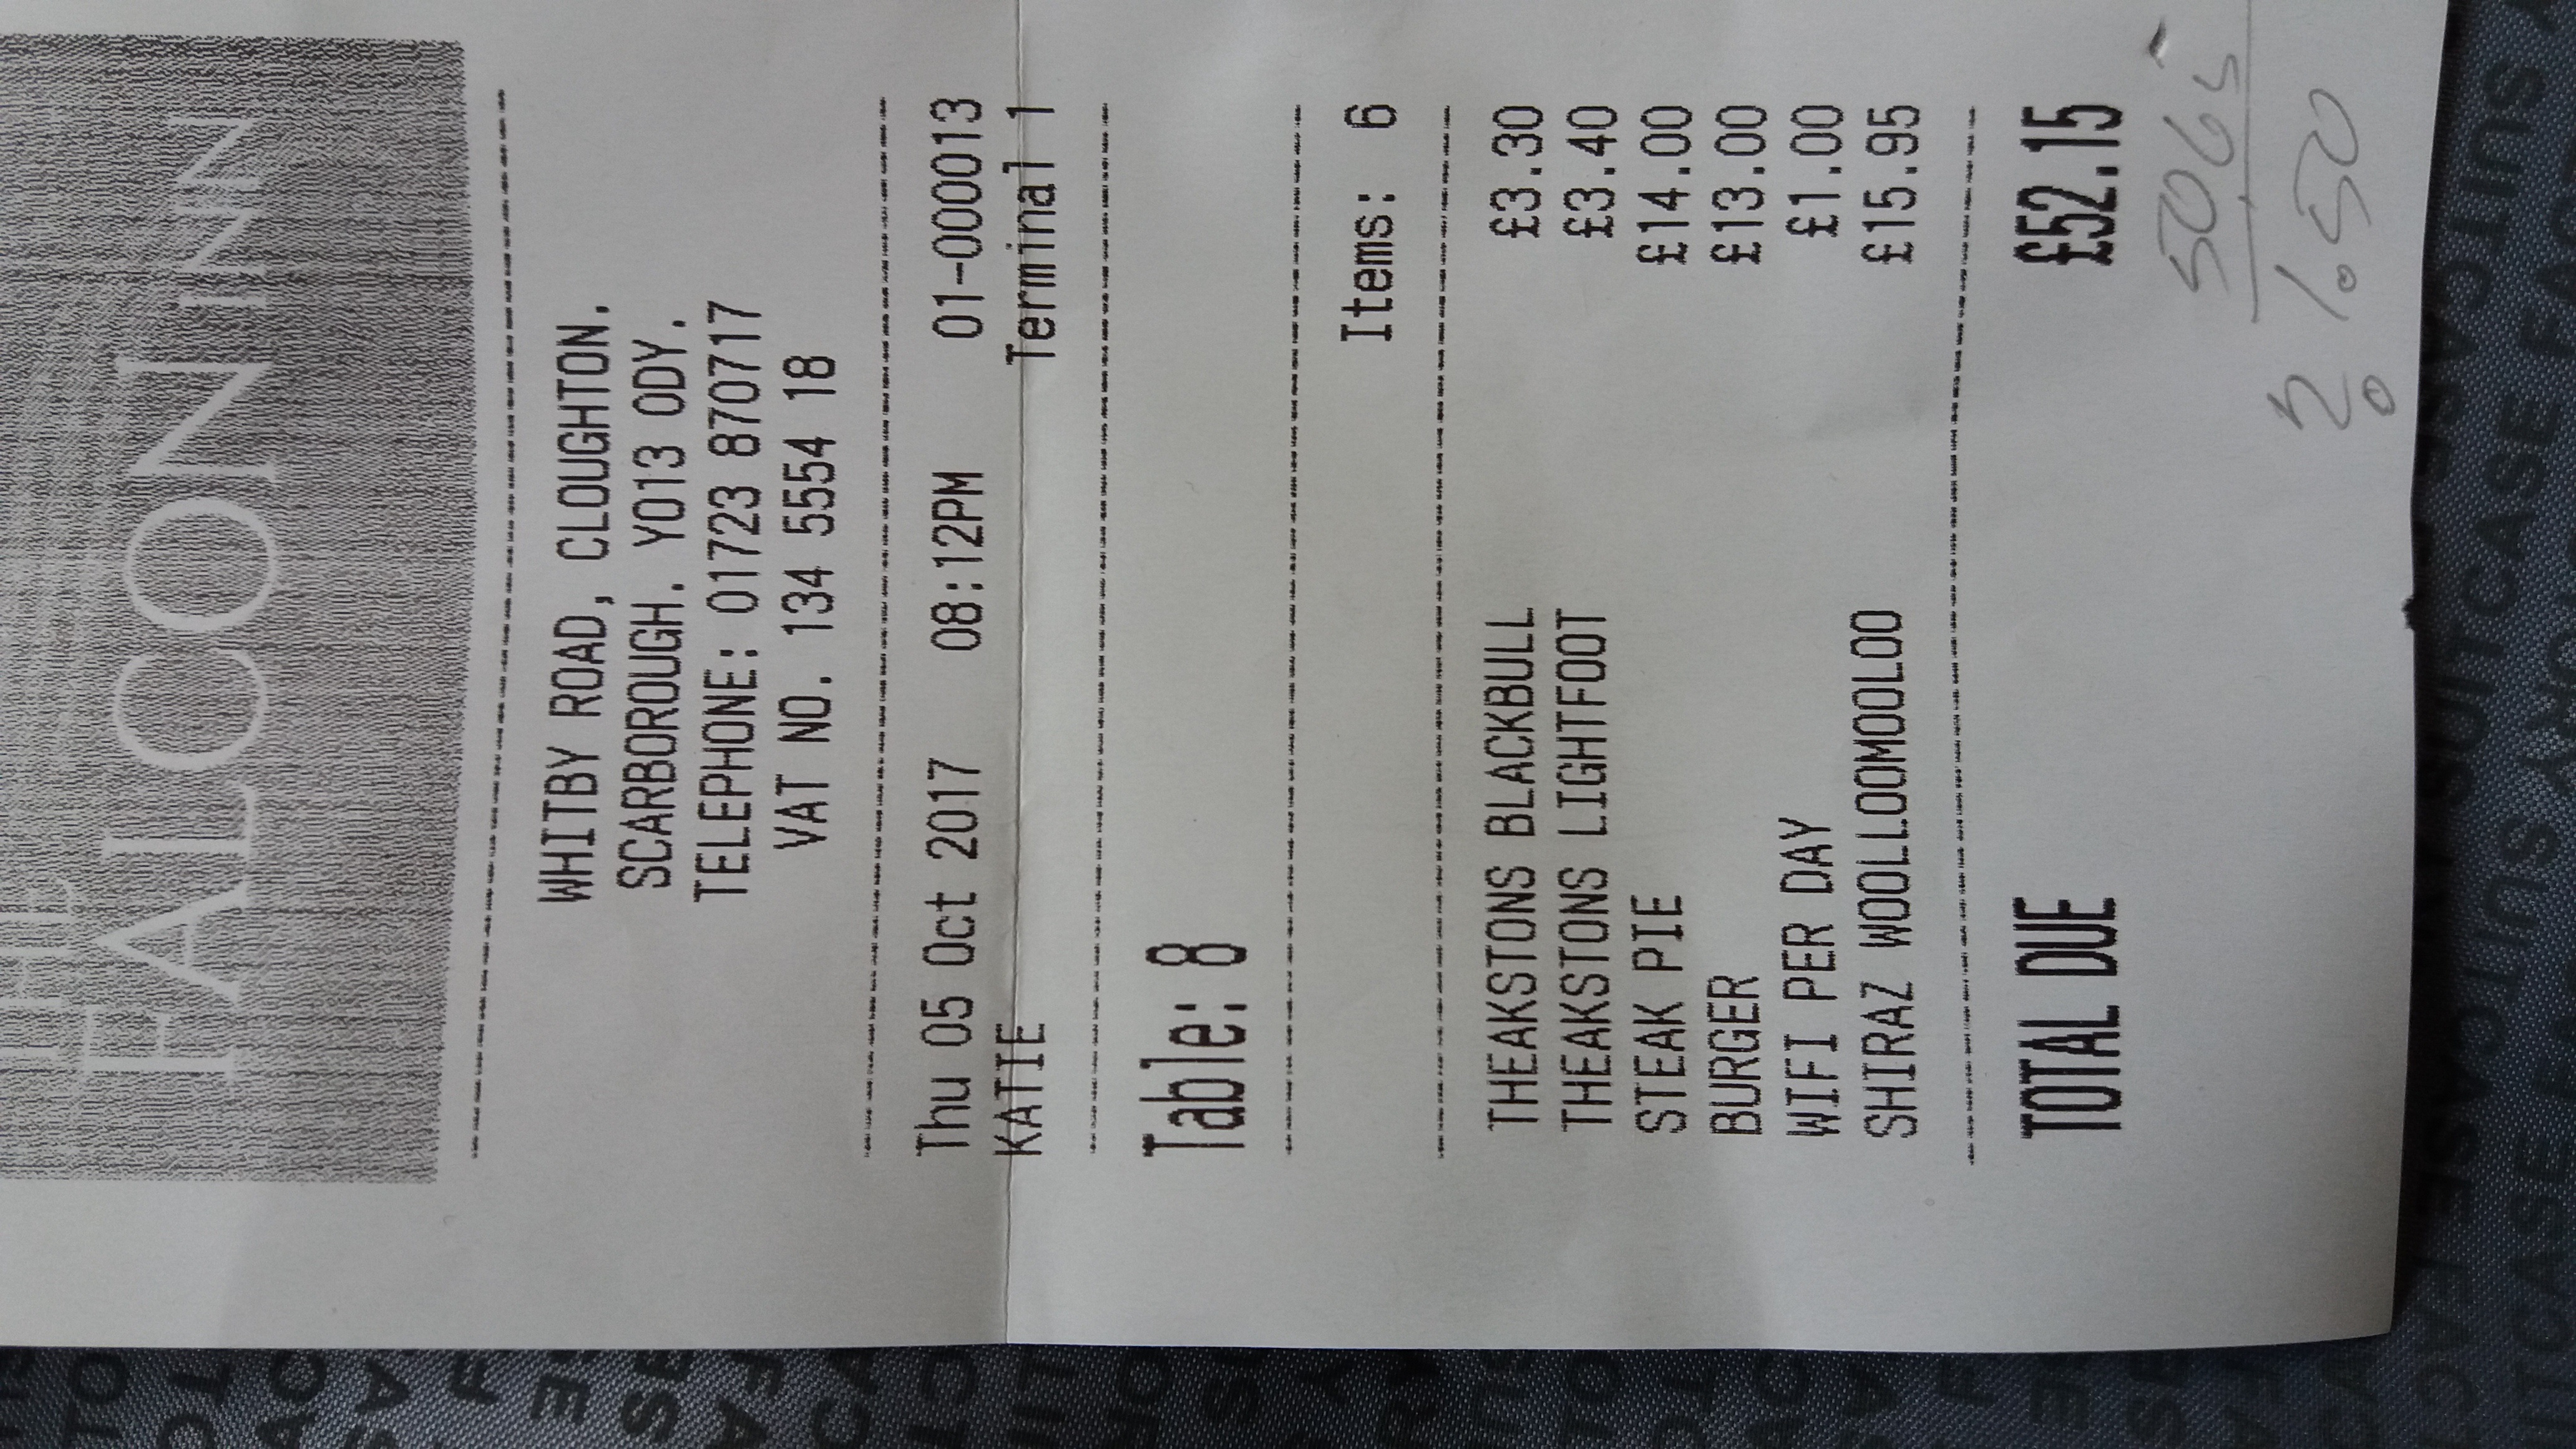 THE
FALCON INN
WHITBY ROAD, CLOUGHTON.
SCARBOROUGH. YO13 0DY.
TELEPHONE: 01723 870717
VAT NO. 134 5554 18
Thu 05 Oct 2017 08:12PM 01-000013
KATIE Terminal 1
Table: 8
Items: 6
THEAKSTONS BLACKBULL £3.30
THEAKSTONS LIGHTFOOT £3.40
STEAK PIE £14.00
BURGER £13.00
WIFI PER DAY £1.00
SHIRAZ WOOLLOOMOOLOO £15.95
TOTAL DUE £52.15
5065
1.50